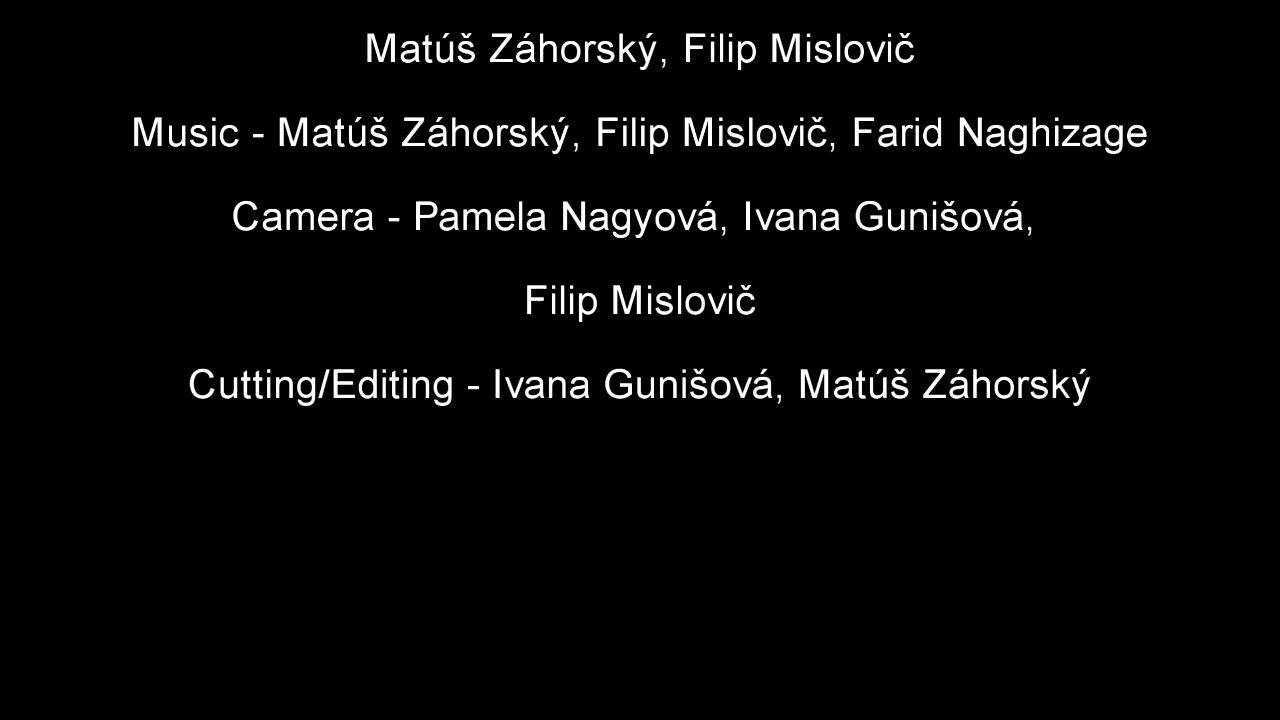 Matúš Záhorský, Filip Mislovič
Music - Matúš Záhorský, Filip Mislovič, Farid Naghizage
Camera - Pamela Nagyová, Ivana Gunišová,
Filip Mislovič
Cutting/Editing - Ivana Gunišová, Matúš Záhorský